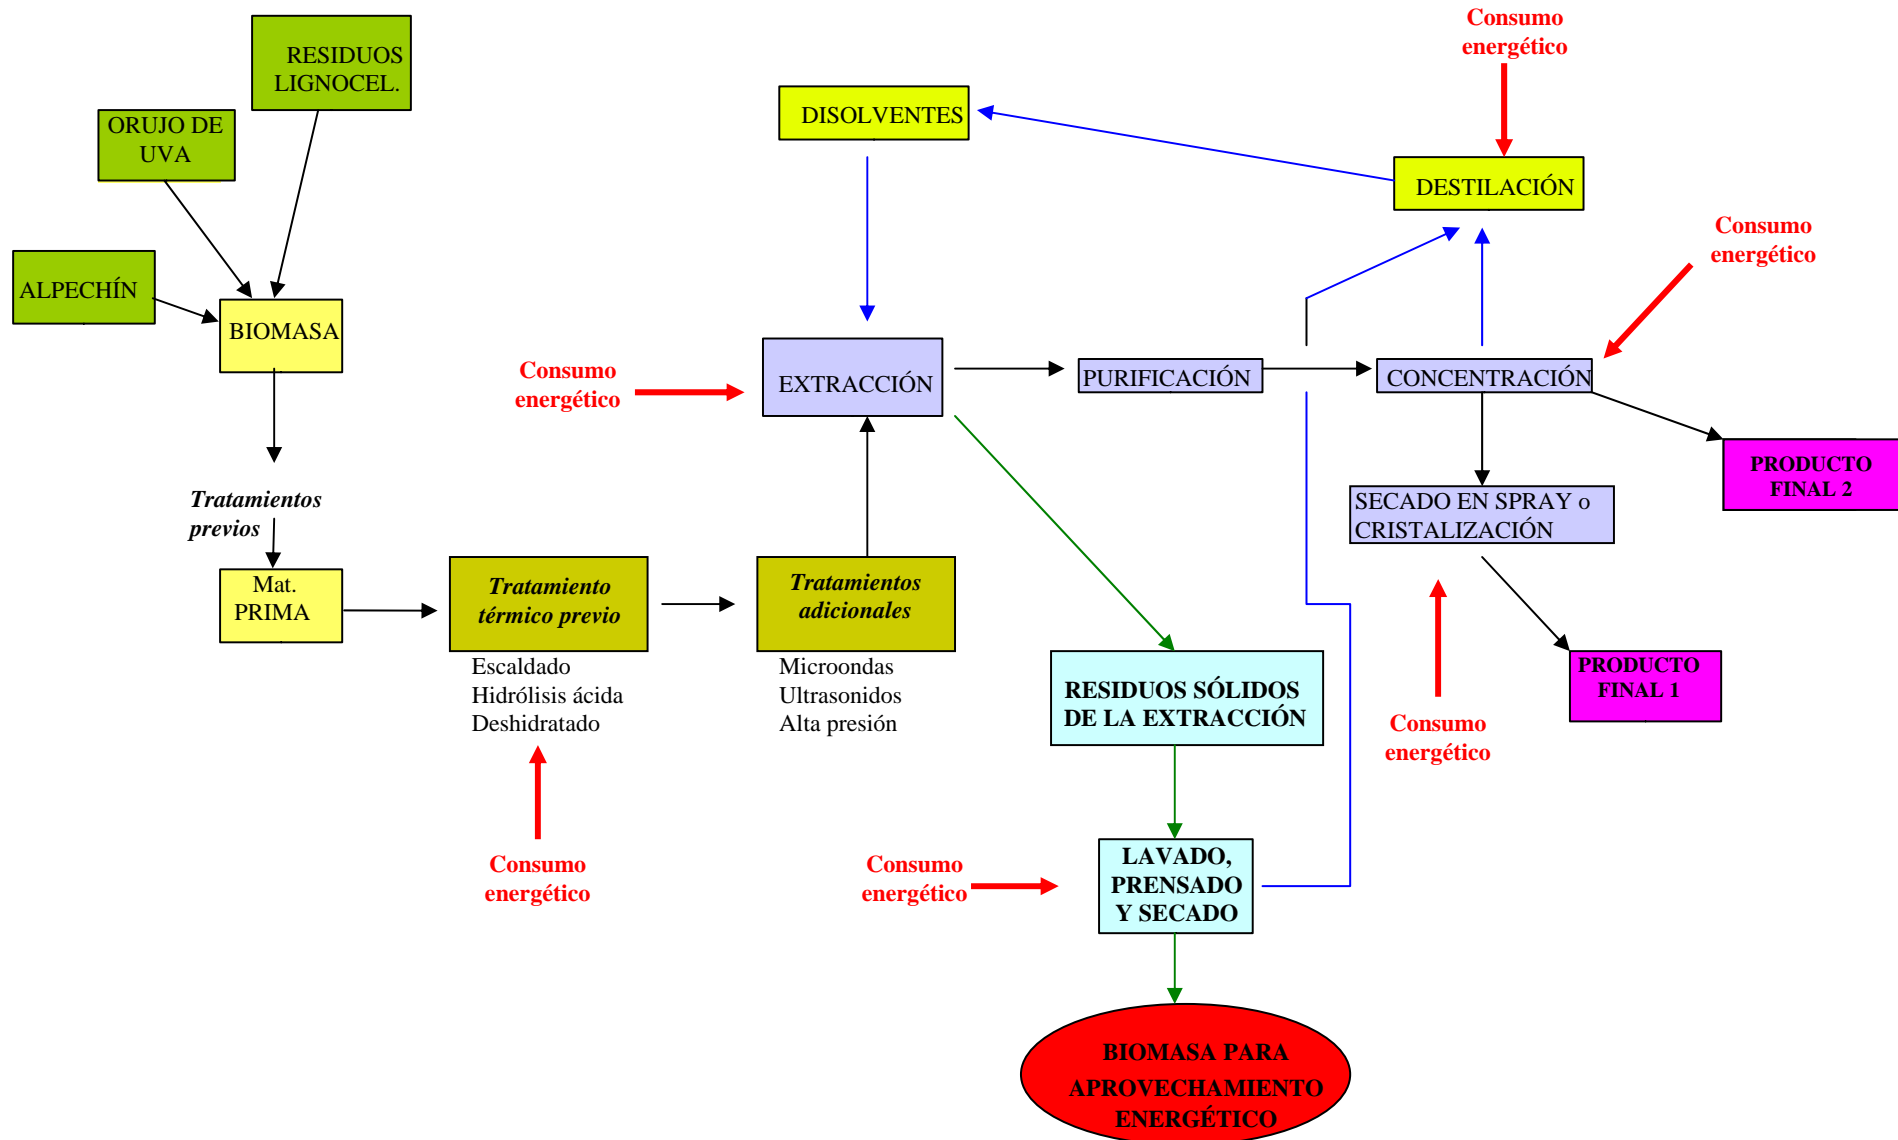 Consumo
energético
RESIDUOS
LIGNOCEL.
ORUJO DE
UVA
DISOLVENTES
DESTILACIÓN
Consumo
energético
ALPECHÍN
BIOMASA
Consumo
energético
EXTRACCIÓN
PURIFICACIÓN
CONCENTRACIÓN
PRODUCTO
FINAL 2
Tratamientos
previos
SECADO EN SPRAY o
CRISTALIZACIÓN
Mat.
PRIMA
Tratamiento
térmico previo
Tratamientos
adicionales
Escaldado
Hidrólisis ácida
Deshidratado
Microondas
Ultrasonidos
Alta presión
RESIDUOS SÓLIDOS
DE LA EXTRACCIÓN
PRODUCTO
FINAL 1
Consumo
energético
Consumo
energético
Consumo
energético
LAVADO,
PRENSADO
Y SECADO
BIOMASA PARA
APROVECHAMIENTO
ENERGÉTICO